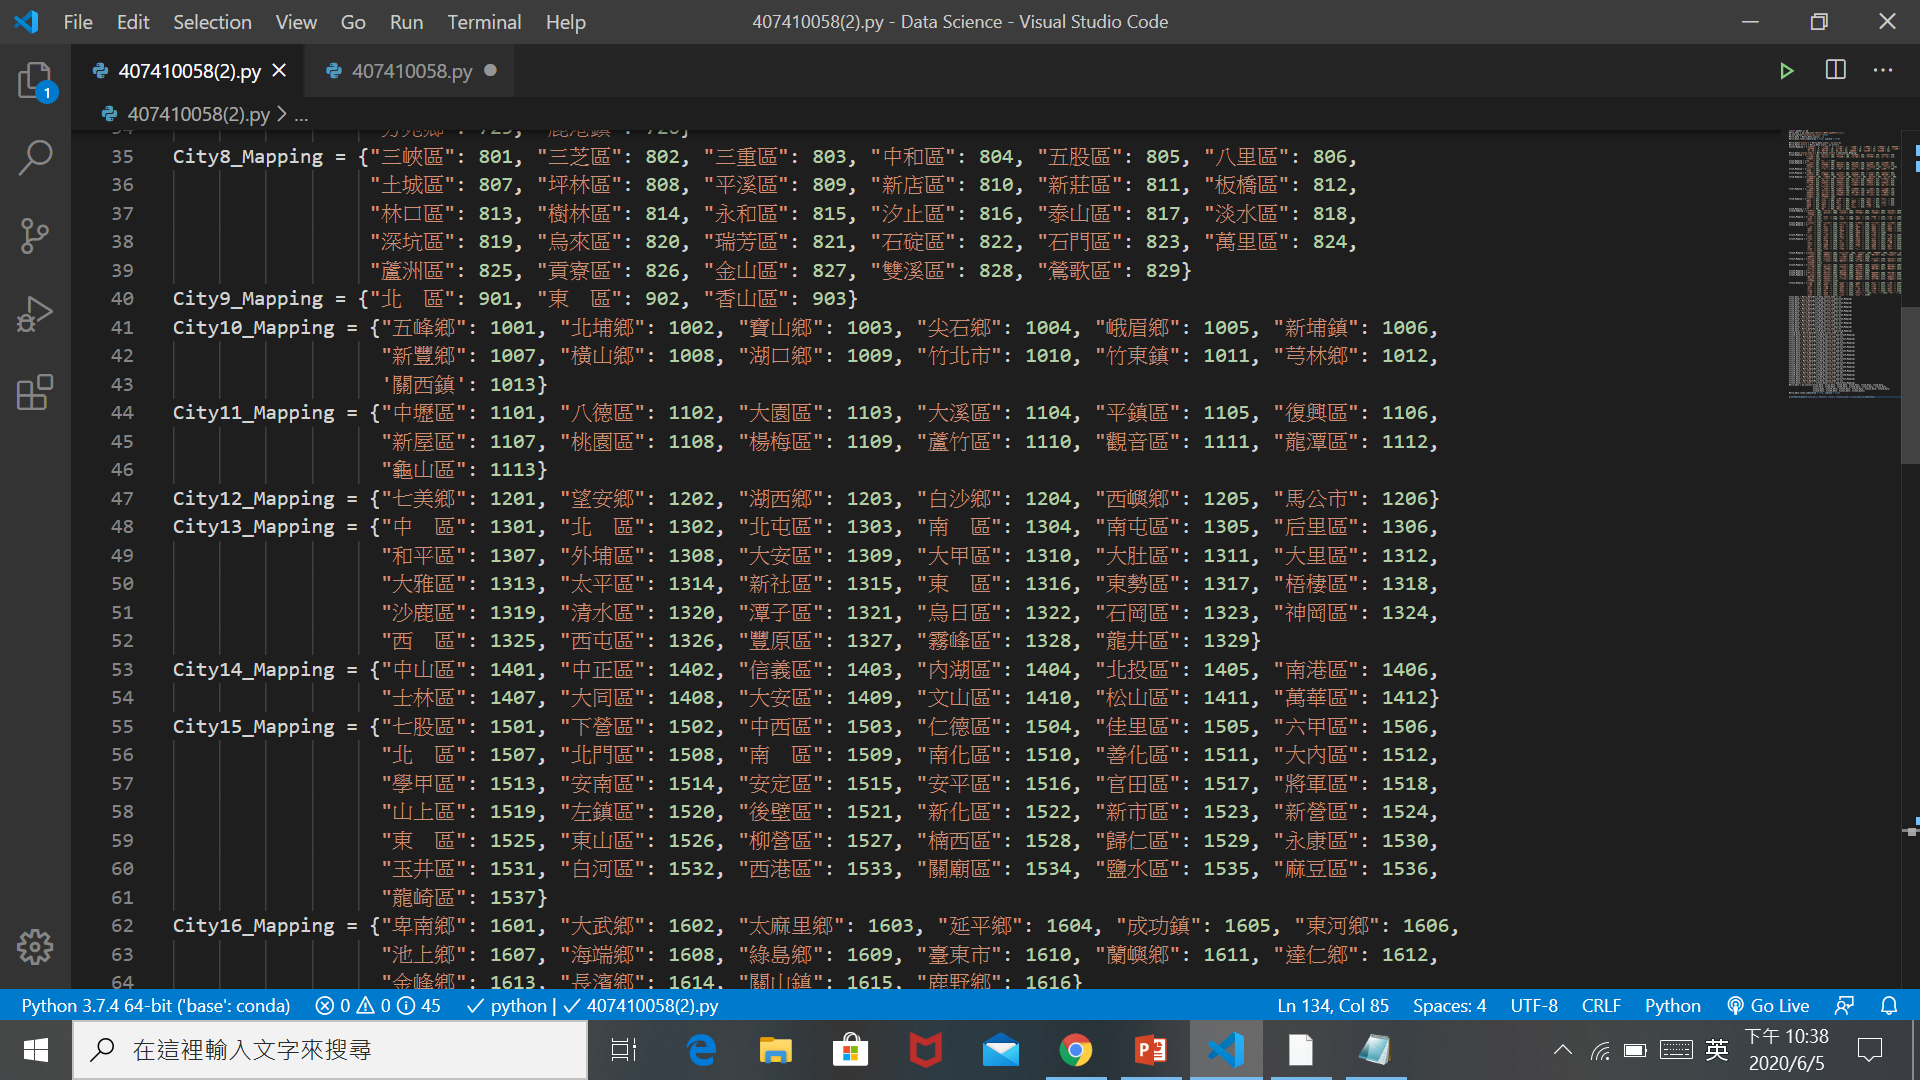 File Edit Selection View Go Run Terminal Help 407410058(2).py - Data Science - Visual Studio Code
407410058(2).py 407410058.py
1
407410058(2).py > ...
35 City8_Mapping = {"三峽區": 801, "三芝區": 802, "三重區": 803, "中和區": 804, "五股區": 805, "八里區": 806,
36 "土城區": 807, "坪林區": 808, "平溪區": 809, "新店區": 810, "新莊區": 811, "板橋區": 812,
37 "林口區": 813, "樹林區": 814, "永和區": 815, "汐止區": 816, "泰山區": 817, "淡水區": 818,
38 "深坑區": 819, "烏來區": 820, "瑞芳區": 821, "石碇區": 822, "石門區": 823, "萬里區": 824,
39 "蘆洲區": 825, "貢寮區": 826, "金山區": 827, "雙溪區": 828, "鶯歌區": 829}
40 City9_Mapping = {"北　區": 901, "東　區": 902, "香山區": 903}
41 City10_Mapping = {"五峰鄉": 1001, "北埔鄉": 1002, "寶山鄉": 1003, "尖石鄉": 1004, "峨眉鄉": 1005, "新埔鎮": 1006,
42 "新豐鄉": 1007, "橫山鄉": 1008, "湖口鄉": 1009, "竹北市": 1010, "竹東鎮": 1011, "芎林鄉": 1012,
43 '關西鎮': 1013}
44 City11_Mapping = {"中壢區": 1101, "八德區": 1102, "大園區": 1103, "大溪區": 1104, "平鎮區": 1105, "復興區": 1106,
45 "新屋區": 1107, "桃園區": 1108, "楊梅區": 1109, "蘆竹區": 1110, "觀音區": 1111, "龍潭區": 1112,
46 "龜山區": 1113}
47 City12_Mapping = {"七美鄉": 1201, "望安鄉": 1202, "湖西鄉": 1203, "白沙鄉": 1204, "西嶼鄉": 1205, "馬公市": 1206}
48 City13_Mapping = {"中　區": 1301, "北　區": 1302, "北屯區": 1303, "南　區": 1304, "南屯區": 1305, "后里區": 1306,
49 "和平區": 1307, "外埔區": 1308, "大安區": 1309, "大甲區": 1310, "大肚區": 1311, "大里區": 1312,
50 "大雅區": 1313, "太平區": 1314, "新社區": 1315, "東　區": 1316, "東勢區": 1317, "梧棲區": 1318,
51 "沙鹿區": 1319, "清水區": 1320, "潭子區": 1321, "烏日區": 1322, "石岡區": 1323, "神岡區": 1324,
52 "西　區": 1325, "西屯區": 1326, "豐原區": 1327, "霧峰區": 1328, "龍井區": 1329}
53 City14_Mapping = {"中山區": 1401, "中正區": 1402, "信義區": 1403, "內湖區": 1404, "北投區": 1405, "南港區": 1406,
54 "士林區": 1407, "大同區": 1408, "大安區": 1409, "文山區": 1410, "松山區": 1411, "萬華區": 1412}
55 City15_Mapping = {"七股區": 1501, "下營區": 1502, "中西區": 1503, "仁德區": 1504, "佳里區": 1505, "六甲區": 1506,
56 "北　區": 1507, "北門區": 1508, "南　區": 1509, "南化區": 1510, "善化區": 1511, "大內區": 1512,
57 "學甲區": 1513, "安南區": 1514, "安定區": 1515, "安平區": 1516, "官田區": 1517, "將軍區": 1518,
58 "山上區": 1519, "左鎮區": 1520, "後壁區": 1521, "新化區": 1522, "新市區": 1523, "新營區": 1524,
59 "東　區": 1525, "東山區": 1526, "柳營區": 1527, "楠西區": 1528, "歸仁區": 1529, "永康區": 1530,
60 "玉井區": 1531, "白河區": 1532, "西港區": 1533, "關廟區": 1534, "鹽水區": 1535, "麻豆區": 1536,
61 "龍崎區": 1537}
62 City16_Mapping = {"卑南鄉": 1601, "大武鄉": 1602, "太麻里鄉": 1603, "延平鄉": 1604, "成功鎮": 1605, "東河鄉": 1606,
63 "池上鄉": 1607, "海端鄉": 1608, "綠島鄉": 1609, "臺東市": 1610, "蘭嶼鄉": 1611, "達仁鄉": 1612,
64 "金峰鄉": 1613, "長濱鄉": 1614, "關山鎮": 1615, "鹿野鄉": 1616}
Python 3.7.4 64-bit ('base': conda) 0 0 45 python | 407410058(2).py Ln 134, Col 85 Spaces: 4 UTF-8 CRLF Python Go Live
在這裡輸入文字來搜尋 英 下午 10:38
2020/6/5